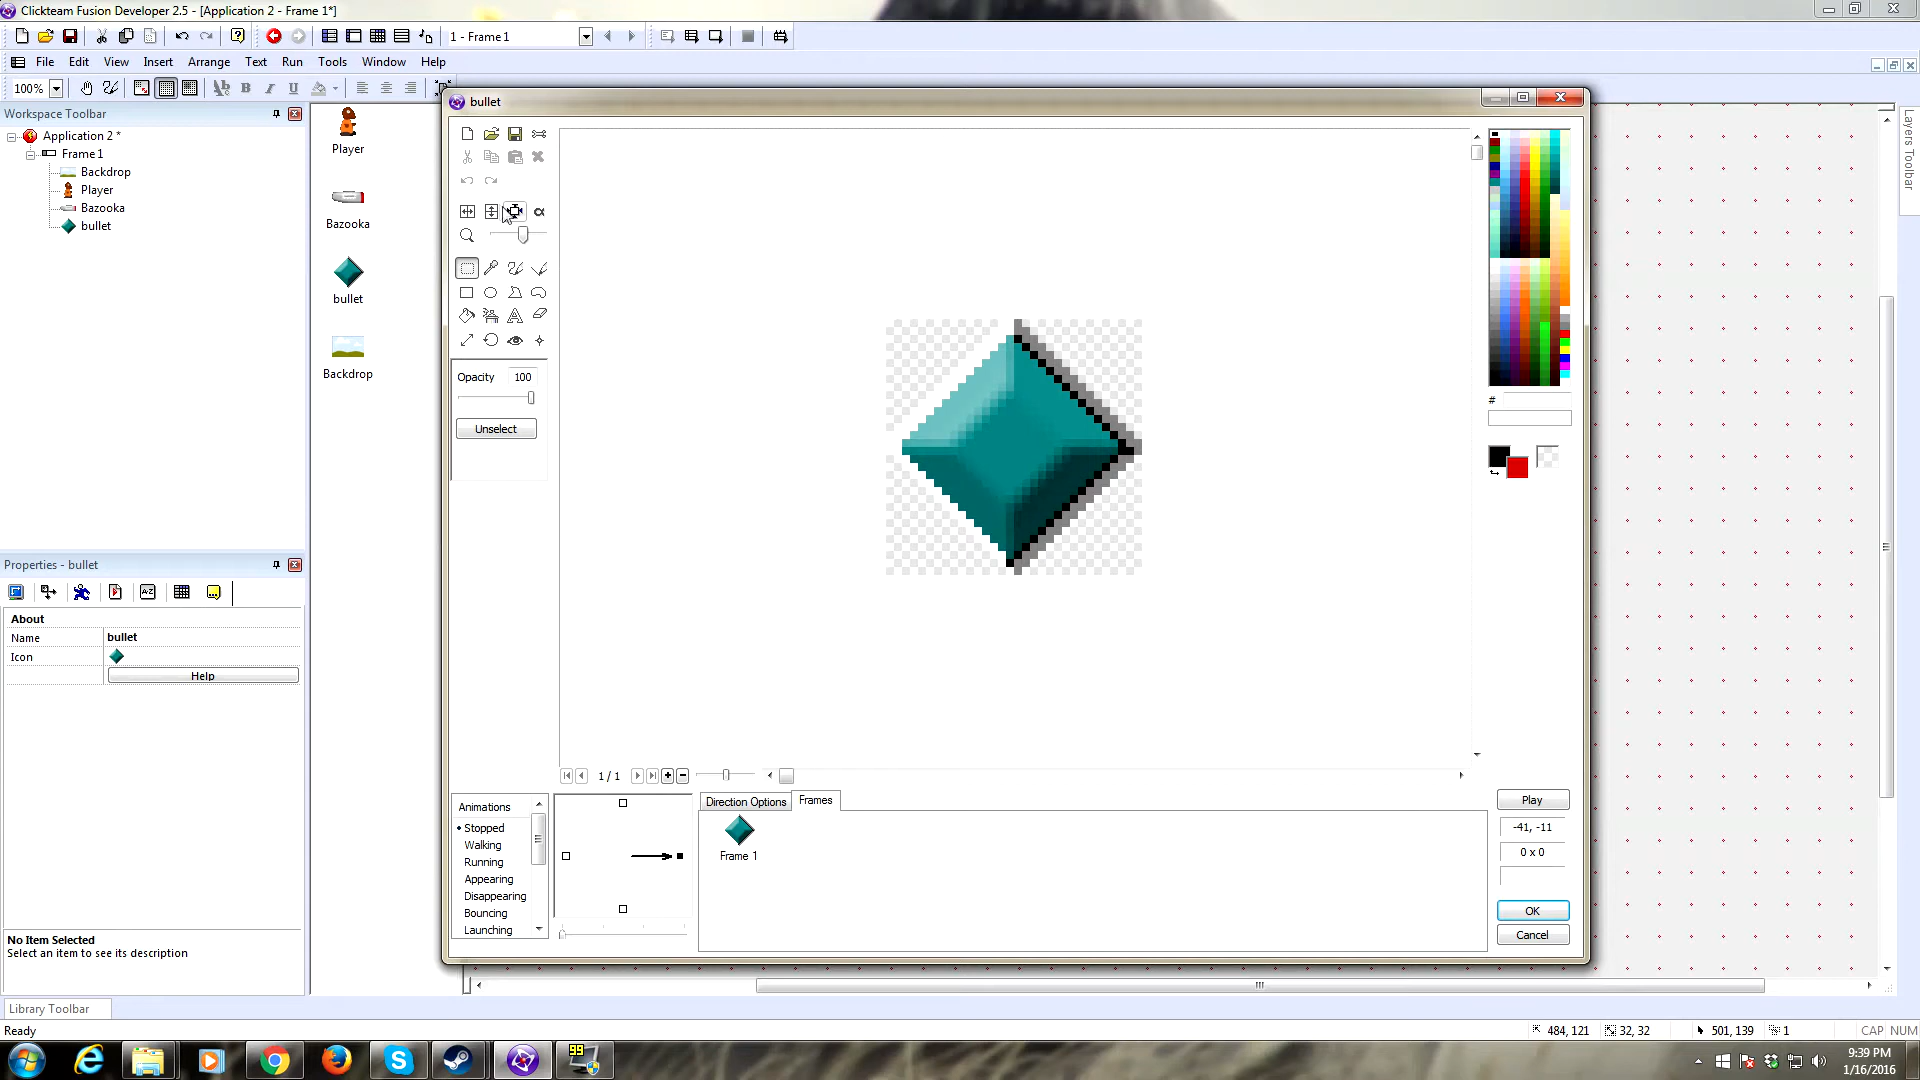 Clickteam Fusion Developer 2.5 - [Application 2 - Frame 1*]
1 - Frame 1
File Edit View Insert Arrange Text Run Tools Window Help
100%
Workspace Toolbar
Application 2 *
Frame 1
Backdrop
Player
Bazooka
bullet
Player
Bazooka
bullet
Backdrop
bullet
Opacity 100
Unselect
#
1 / 1
Animations
Stopped
Walking
Running
Appearing
Disappearing
Bouncing
Launching
Direction Options Frames
Frame 1
Play
-41, -11
0 x 0
OK
Cancel
Layers Toolbar
Properties - bullet
About
Name bullet
Icon
Help
No Item Selected
Select an item to see its description
Library Toolbar
Ready
484, 121 32, 32 501, 139 1 CAP NUM
99
9:39 PM
1/16/2016